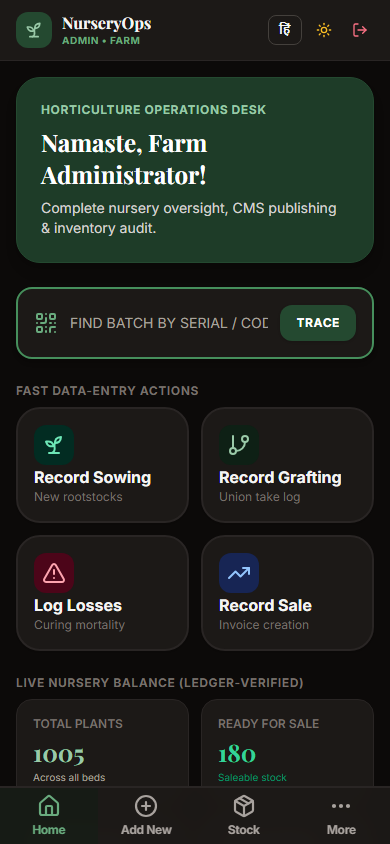 NurseryOps
ADMIN • FARM
हि
HORTICULTURE OPERATIONS DESK
Namaste, Farm
Administrator!
Complete nursery oversight, CMS publishing
& inventory audit.
FIND BATCH BY SERIAL / COD
TRACE
FAST DATA-ENTRY ACTIONS
Record Sowing
New rootstocks
Record Grafting
Union take log
Log Losses
Curing mortality
Record Sale
Invoice creation
LIVE NURSERY BALANCE (LEDGER-VERIFIED)
TOTAL PLANTS
1005
Across all beds
READY FOR SALE
180
Saleable stock
Home
Add New
Stock
More